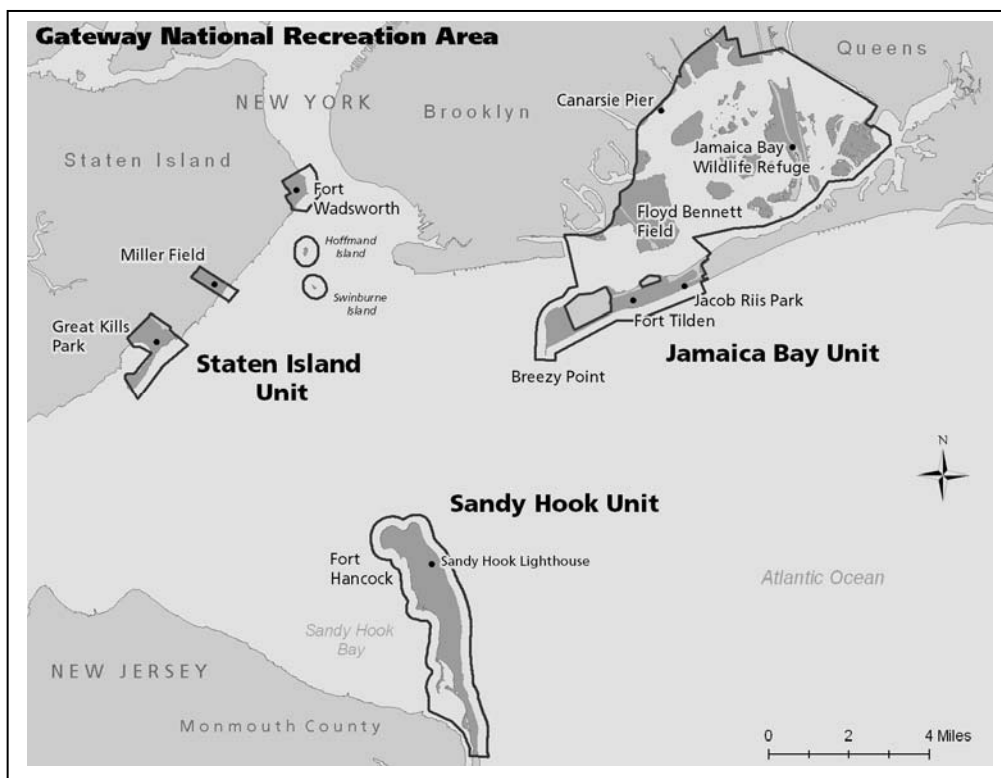 Gateway National Recreation Area
Queens
NEW YORK
Brooklyn
Canarsie Pier
Staten Island
Jamaica Bay
Wildlife Refuge
Fort
Wadsworth
Floyd Bennett
Field
Hoffmand
Island
Miller Field
Swinburne
Island
Jacob Riis Park
Fort Tilden
Great Kills
Park
Staten Island
Unit
Jamaica Bay Unit
Breezy Point
N
Sandy Hook Unit
Fort
Hancock
Sandy Hook Lighthouse
Atlantic Ocean
Sandy Hook
Bay
NEW JERSEY
Monmouth County
0 2 4 Miles